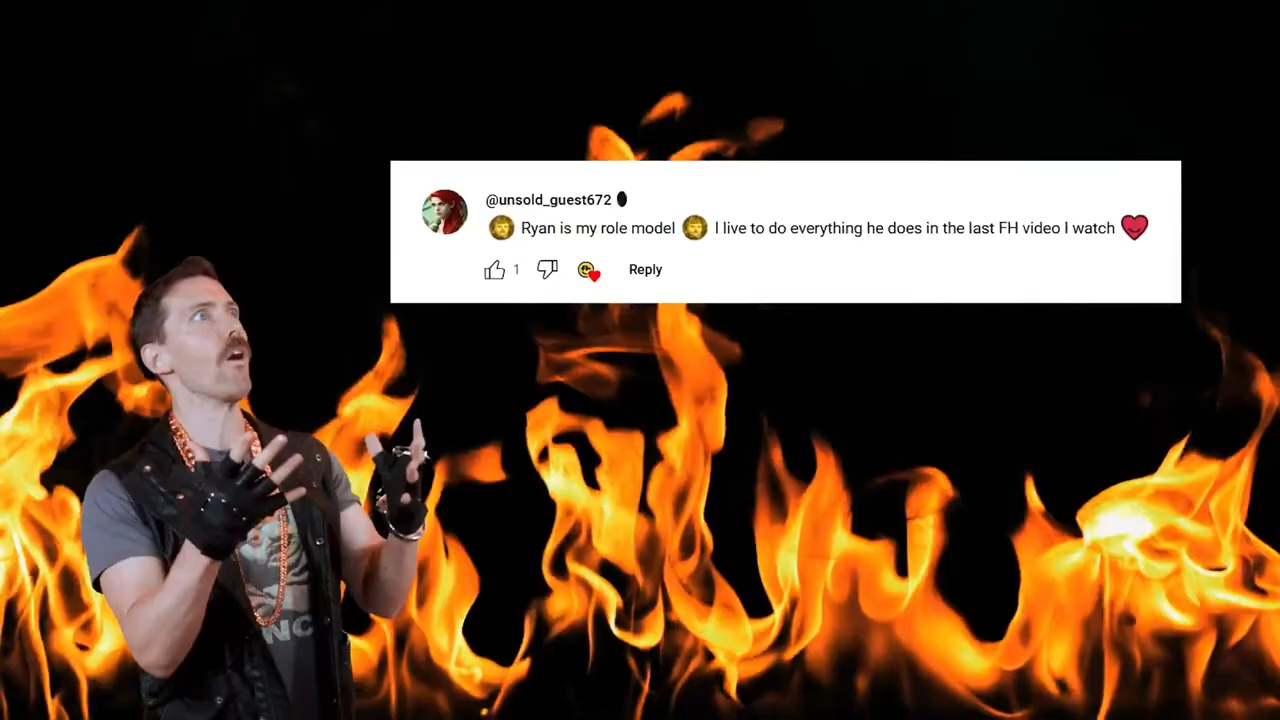 @unsold_guest672
Ryan is my role model I live to do everything he does in the last FH video I watch
1 Reply
NC